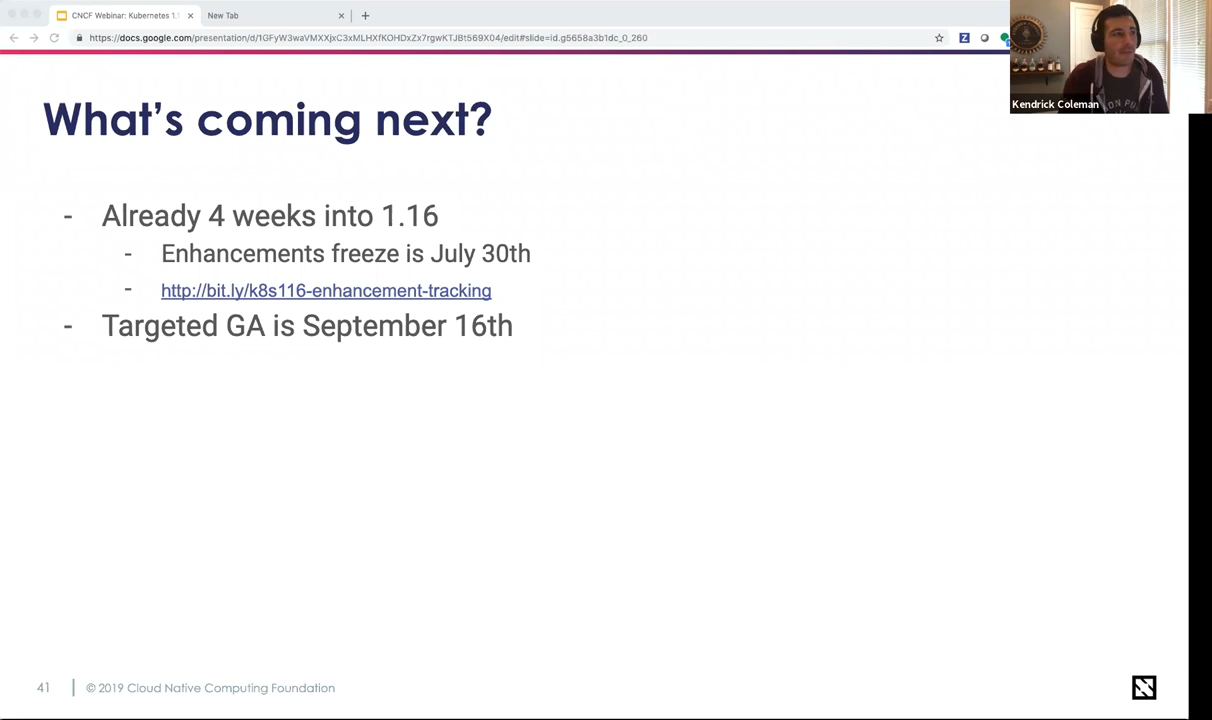 CNCF Webinar: Kubernetes 1.1
New Tab
https://docs.google.com/presentation/d/1GFyW3waVMXXjxC3xMLHXfKOHDxZx7rgwKTJBt569X04/edit#slide=id.g5658a3b1dc_0_260
Kendrick Coleman
What's coming next?
- Already 4 weeks into 1.16
- Enhancements freeze is July 30th
- http://bit.ly/k8s116-enhancement-tracking
- Targeted GA is September 16th
41
© 2019 Cloud Native Computing Foundation